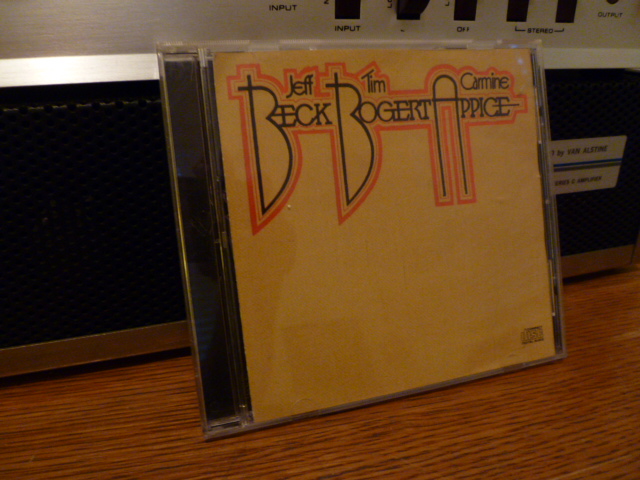 INPUT
OUTPUT
INPUT
OFF
STEREO
Jeff Tim Carmine
BECK BOGERT APPICE
by VAN ALSTINE